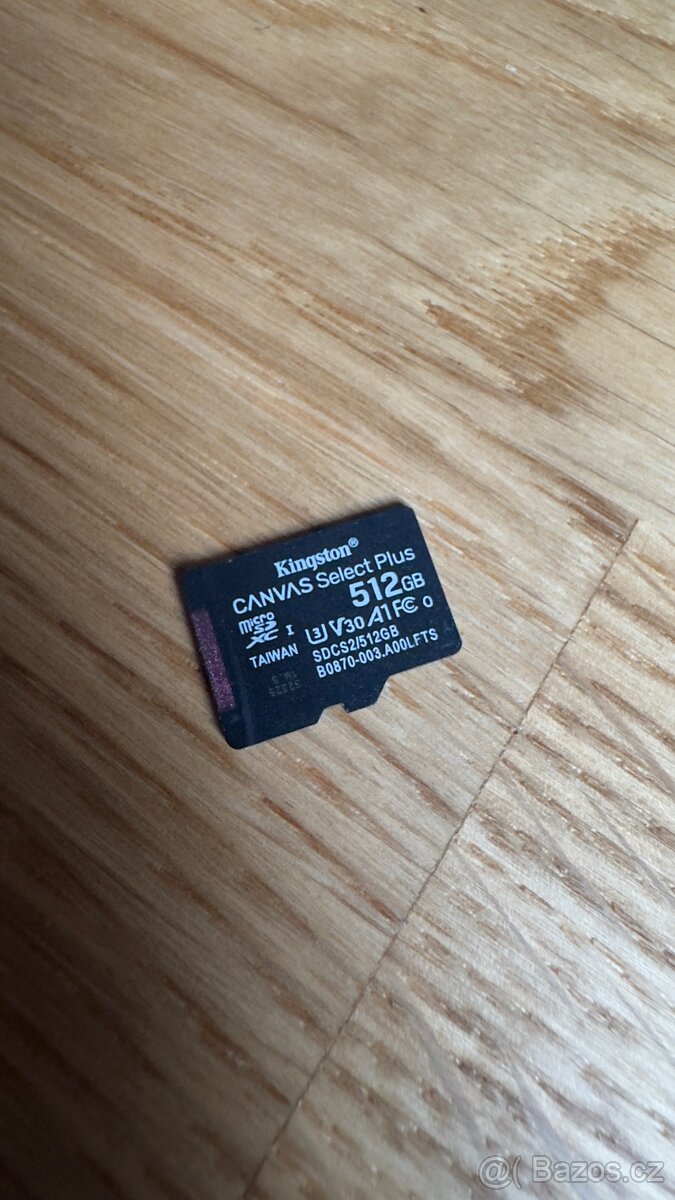 Kingston®
CANVAS Select Plus
512GB
micro SD XC I U3 V30 A1 FC
TAIWAN SDCS2/512GB
B0870-003.A00LFTS
@( Bazos.cz